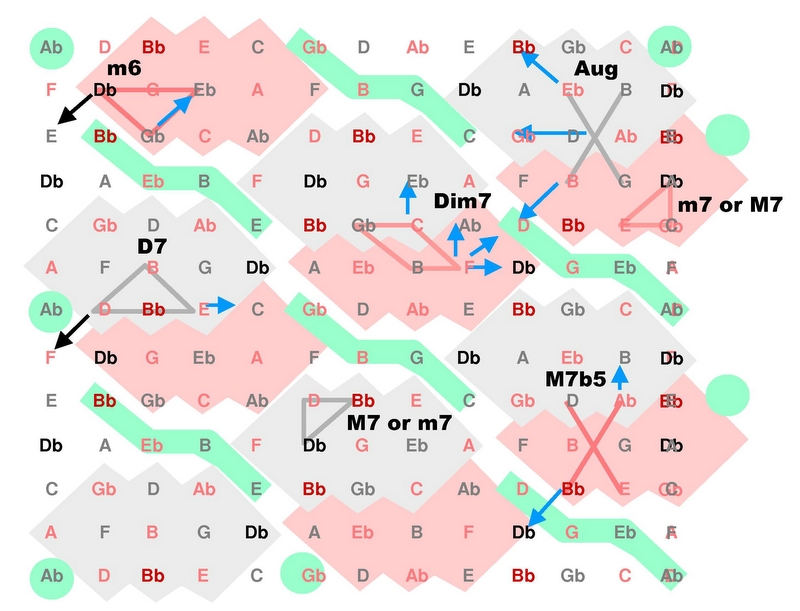 Ab D Bb E C Gb D Ab E Bb Gb C Ab
m6 Aug
F Db G Eb A F B G Db A Eb B Db
E Bb Gb C Ab D Bb E C Gb D Ab Bb
Db A Eb B F Db G Eb A F B G Db
Dim7 m7 or M7
C Gb D Ab E Bb Gb C Ab D Bb E
D7
A F B G Db A Eb B F Db G Eb
Ab D Bb E C Gb D Ab E Bb Gb C Ab
F Db G Eb A F B G Db A Eb B Db
M7b5
E Bb Gb C Ab D Bb E C Gb D Ab Bb
M7 or m7
Db A Eb B F Db G Eb A F B G Db
C Gb D Ab E Bb Gb C Ab D Bb E
A F B G Db A Eb B F Db G Eb
Ab D Bb E C Gb D Ab E Bb Gb C Ab